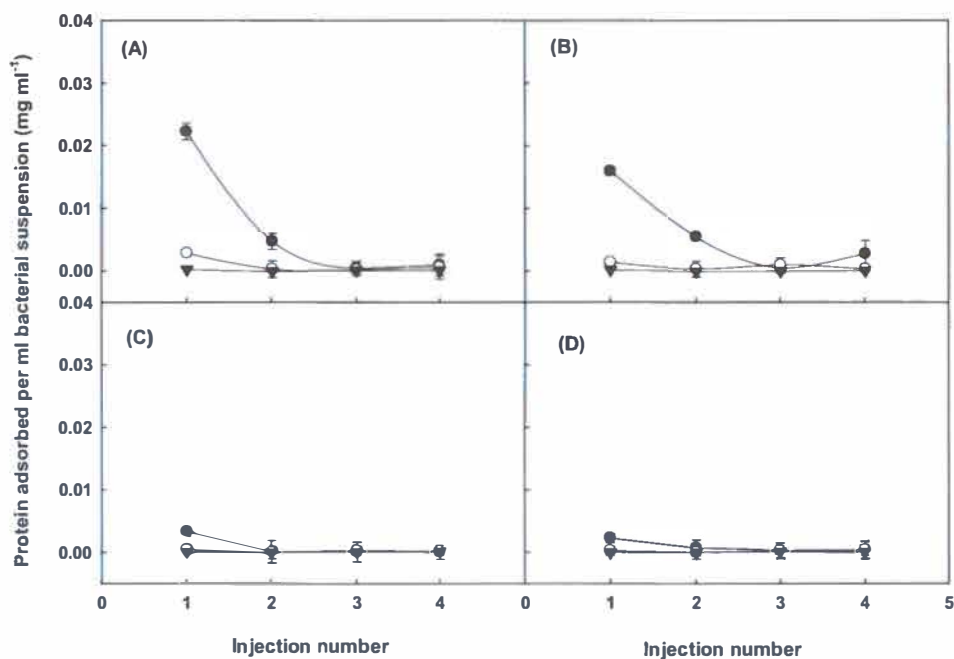 Protein adsorbed per ml bacterial suspension (mg ml⁻¹)
0.04
(A)
(B)
0.03
0.02
0.01
0.00
0.04
(C)
(D)
0.03
0.02
0.01
0.00
0 1 2 3 4 0 1 2 3 4 5
Injection number Injection number